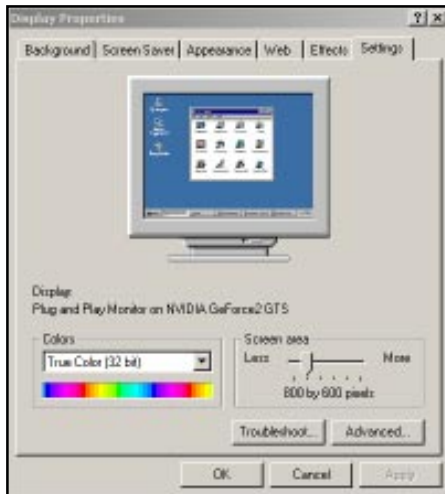 Display Properties
Background Screen Saver Appearance Web Effects Settings
Display:
Plug and Play Monitor on NVIDIA GeForce2 GTS
Colors
True Color (32 bit)
Screen area
Less More
800 by 600 pixels
Troubleshoot... Advanced...
OK Cancel Apply